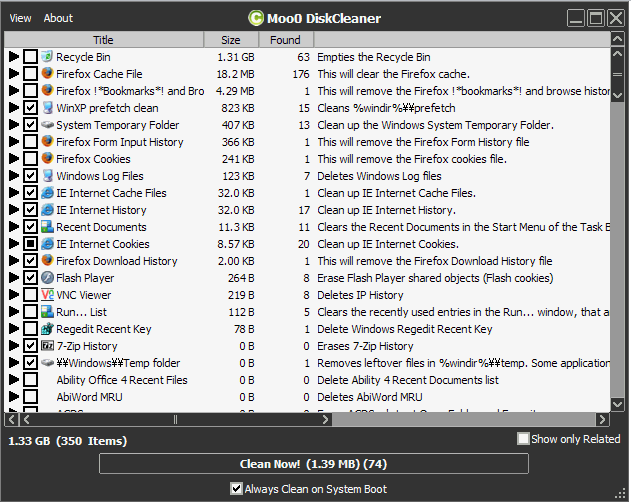 View About Moo0 DiskCleaner
Title Size Found
Recycle Bin 1.31 GB 63 Empties the Recycle Bin
Firefox Cache File 18.2 MB 176 This will clear the Firefox cache.
Firefox !*Bookmarks*! and Bro 4.29 MB 1 This will remove the Firefox !*bookmarks*! and browse history
WinXP prefetch clean 823 KB 15 Cleans %windir%¥¥prefetch
System Temporary Folder 407 KB 13 Clean up the Windows System Temporary Folder.
Firefox Form Input History 366 KB 1 This will remove the Firefox Form History file
Firefox Cookies 241 KB 1 This will remove the Firefox cookies file.
Windows Log Files 123 KB 7 Deletes Windows Log files
IE Internet Cache Files 32.0 KB 1 Clean up IE Internet Cache Files.
IE Internet History 32.0 KB 17 Clean up IE Internet History.
Recent Documents 11.3 KB 11 Clears the Recent Documents in the Start Menu of the Task B
IE Internet Cookies 8.57 KB 20 Clean up IE Internet Cookies.
Firefox Download History 2.00 KB 1 This will remove the Firefox Download History file
Flash Player 264 B 8 Erase Flash Player shared objects (Flash cookies)
VNC Viewer 219 B 8 Deletes IP History
Run... List 112 B 5 Clears the recently used entries in the Run... window, that a
Regedit Recent Key 78 B 1 Delete Windows Regedit Recent Key
7-Zip History 0 B 0 Erases 7-Zip History
¥¥Windows¥¥Temp folder 0 B 1 Removes leftover files in %windir%¥¥temp. Some application
Ability Office 4 Recent Files 0 B 0 Delete Ability 4 Recent Documents list
AbiWord MRU 0 B 0 Deletes AbiWord MRU
1.33 GB (350 Items) Show only Related
Clean Now! (1.39 MB) (74)
Always Clean on System Boot